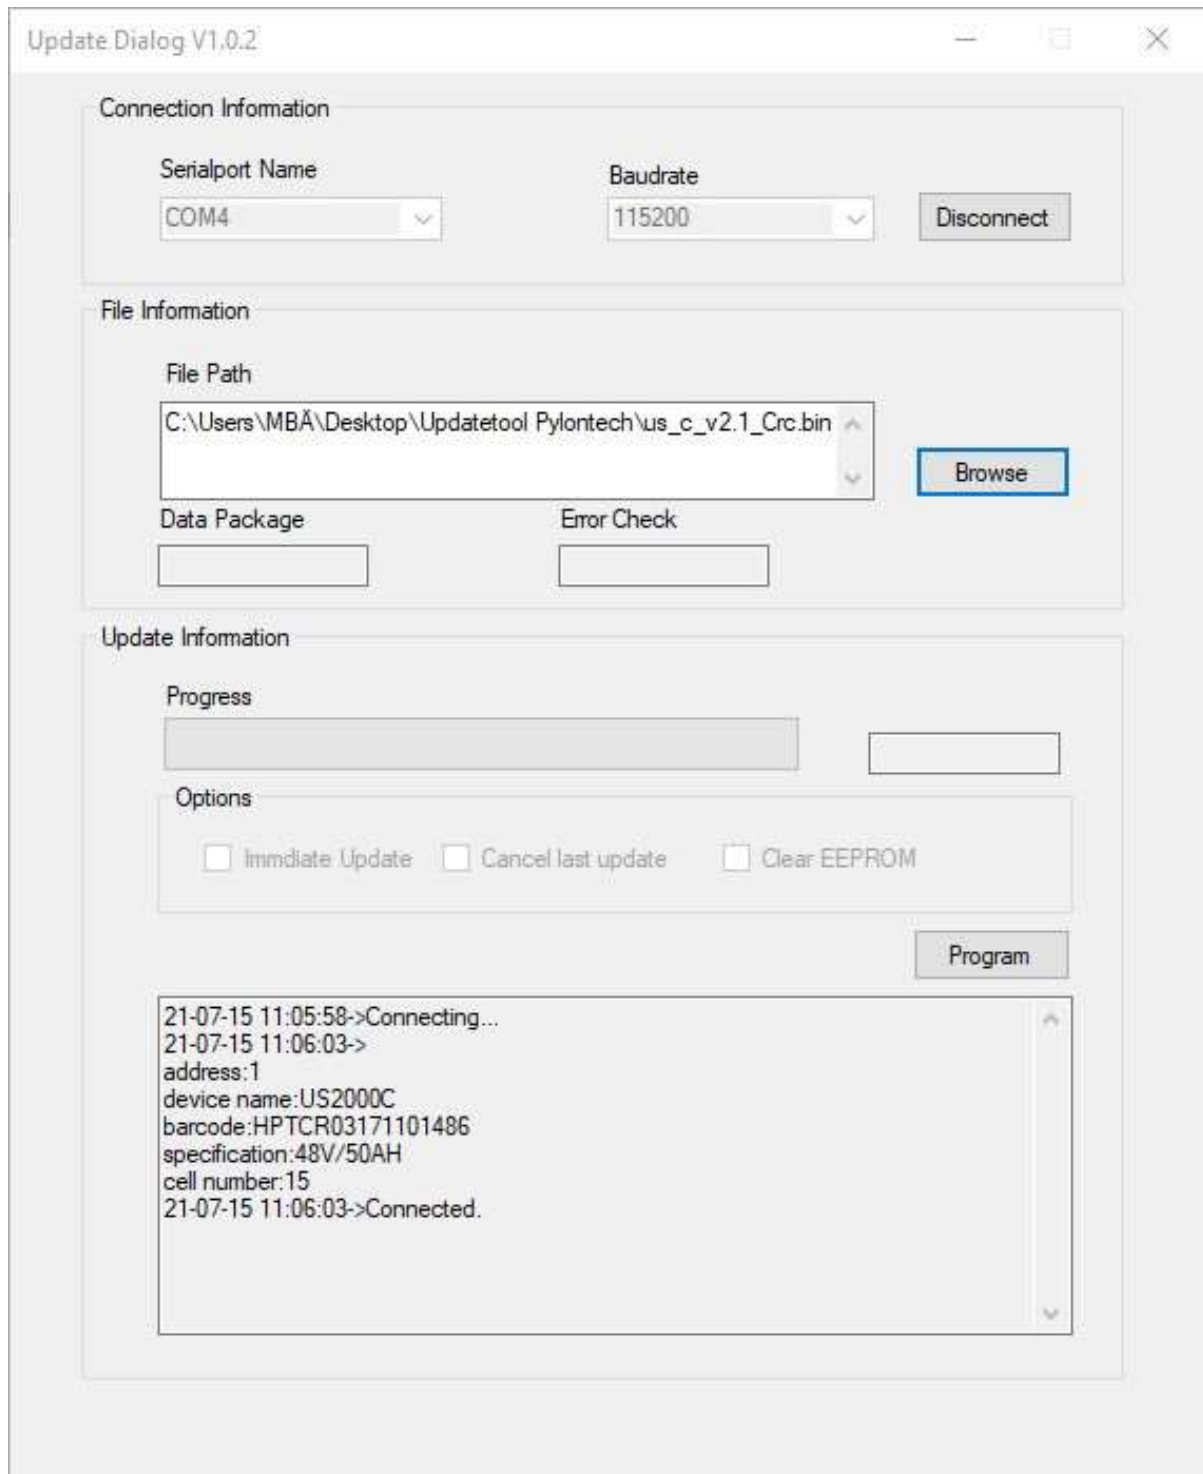 Update Dialog V1.0.2
Connection Information
Serialport Name
Baudrate
COM4
115200
Disconnect
File Information
File Path
C:\Users\MBÄ\Desktop\Updatetool Pylontech\us_c_v2.1_Crc.bin
Browse
Data Package
Error Check
Update Information
Progress
Options
Immdiate Update
Cancel last update
Clear EEPROM
Program
21-07-15 11:05:58->Connecting...
21-07-15 11:06:03->
address:1
device name:US2000C
barcode:HPTCR03171101486
specification:48V/50AH
cell number:15
21-07-15 11:06:03->Connected.